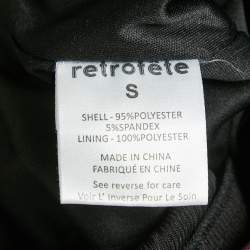 retrofête
S
SHELL - 95%POLYESTER
5%SPANDEX
LINING - 100%POLYESTER
MADE IN CHINA
FABRIQUÉ EN CHINE
See reverse for care
Voir L' Inverse Pour Le Soin